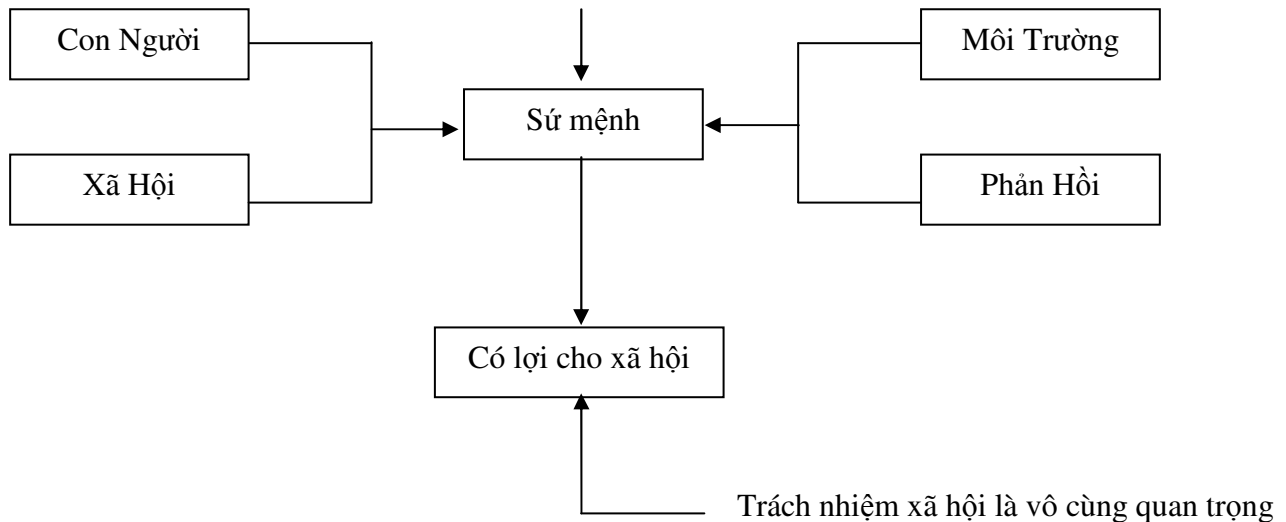 Con Người
Môi Trường
Sứ mệnh
Xã Hội
Phản Hồi
Có lợi cho xã hội
Trách nhiệm xã hội là vô cùng quan trọng